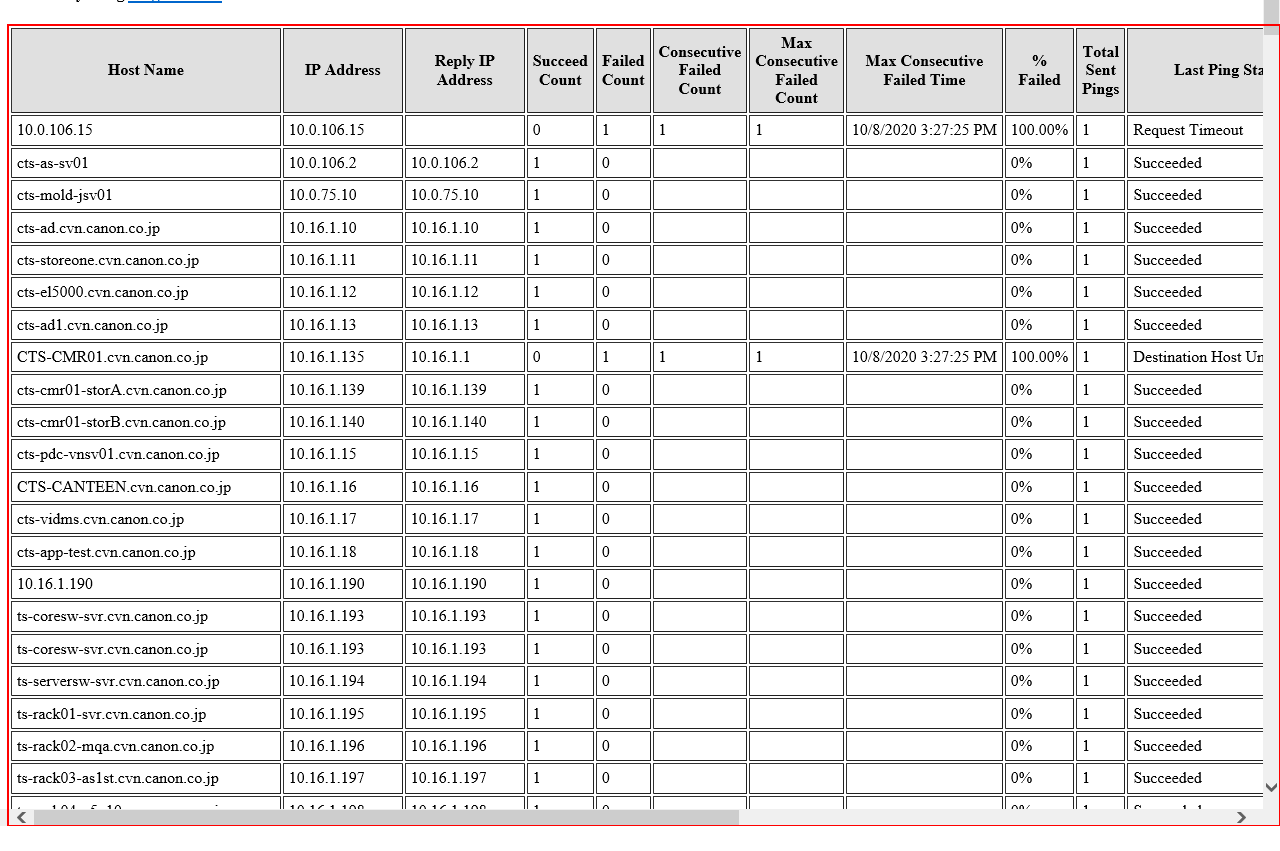 Host Name IP Address Reply IP Address Succeed Count Failed Count Consecutive Failed Count Max Consecutive Failed Count Max Consecutive Failed Time % Failed Total Sent Pings Last Ping Sta
10.0.106.15 10.0.106.15 0 1 1 1 10/8/2020 3:27:25 PM 100.00% 1 Request Timeout
cts-as-sv01 10.0.106.2 10.0.106.2 1 0 0% 1 Succeeded
cts-mold-jsv01 10.0.75.10 10.0.75.10 1 0 0% 1 Succeeded
cts-ad.cvn.canon.co.jp 10.16.1.10 10.16.1.10 1 0 0% 1 Succeeded
cts-storeone.cvn.canon.co.jp 10.16.1.11 10.16.1.11 1 0 0% 1 Succeeded
cts-el5000.cvn.canon.co.jp 10.16.1.12 10.16.1.12 1 0 0% 1 Succeeded
cts-ad1.cvn.canon.co.jp 10.16.1.13 10.16.1.13 1 0 0% 1 Succeeded
CTS-CMR01.cvn.canon.co.jp 10.16.1.135 10.16.1.1 0 1 1 1 10/8/2020 3:27:25 PM 100.00% 1 Destination Host Un
cts-cmr01-storA.cvn.canon.co.jp 10.16.1.139 10.16.1.139 1 0 0% 1 Succeeded
cts-cmr01-storB.cvn.canon.co.jp 10.16.1.140 10.16.1.140 1 0 0% 1 Succeeded
cts-pdc-vnsv01.cvn.canon.co.jp 10.16.1.15 10.16.1.15 1 0 0% 1 Succeeded
CTS-CANTEEN.cvn.canon.co.jp 10.16.1.16 10.16.1.16 1 0 0% 1 Succeeded
cts-vidms.cvn.canon.co.jp 10.16.1.17 10.16.1.17 1 0 0% 1 Succeeded
cts-app-test.cvn.canon.co.jp 10.16.1.18 10.16.1.18 1 0 0% 1 Succeeded
10.16.1.190 10.16.1.190 10.16.1.190 1 0 0% 1 Succeeded
ts-coresw-svr.cvn.canon.co.jp 10.16.1.193 10.16.1.193 1 0 0% 1 Succeeded
ts-coresw-svr.cvn.canon.co.jp 10.16.1.193 10.16.1.193 1 0 0% 1 Succeeded
ts-serversw-svr.cvn.canon.co.jp 10.16.1.194 10.16.1.194 1 0 0% 1 Succeeded
ts-rack01-svr.cvn.canon.co.jp 10.16.1.195 10.16.1.195 1 0 0% 1 Succeeded
ts-rack02-mqa.cvn.canon.co.jp 10.16.1.196 10.16.1.196 1 0 0% 1 Succeeded
ts-rack03-as1st.cvn.canon.co.jp 10.16.1.197 10.16.1.197 1 0 0% 1 Succeeded